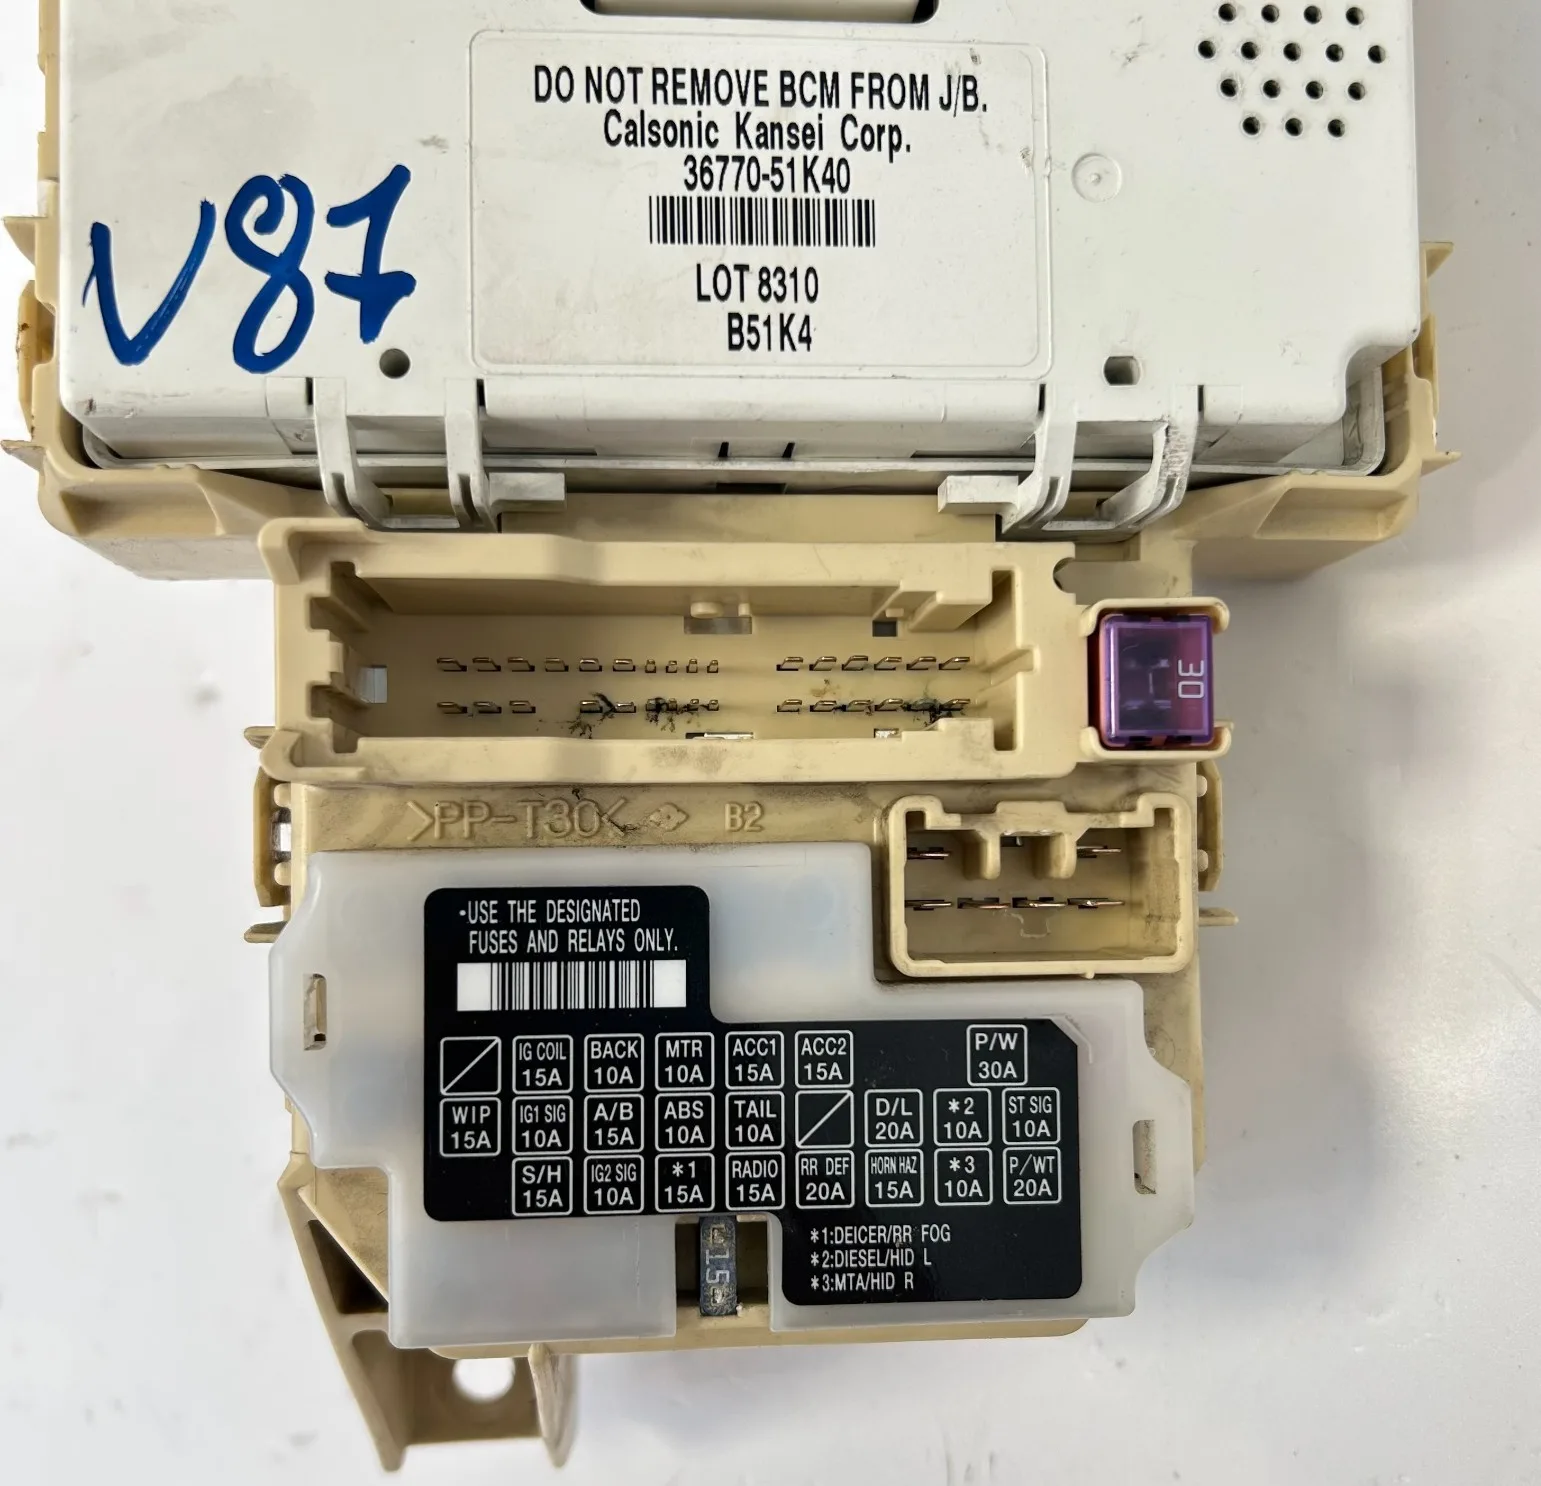 DO NOT REMOVE BCM FROM J/B.
Calsonic Kansei Corp.
36770-51K40
LOT 8310
B51K4
V87
30
>PP-T30<
B2
•USE THE DESIGNATED
FUSES AND RELAYS ONLY.
IG COIL 15A
BACK 10A
MTR 10A
ACC1 15A
ACC2 15A
P/W 30A
WIP 15A
IG1 SIG 10A
A/B 15A
ABS 10A
TAIL 10A
D/L 20A
*2 10A
ST SIG 10A
S/H 15A
IG2 SIG 10A
*1 15A
RADIO 15A
RR DEF 20A
HORN HAZ 15A
*3 10A
P/WT 20A
*1:DEICER/RR FOG
*2:DIESEL/HID L
*3:MTA/HID R
15